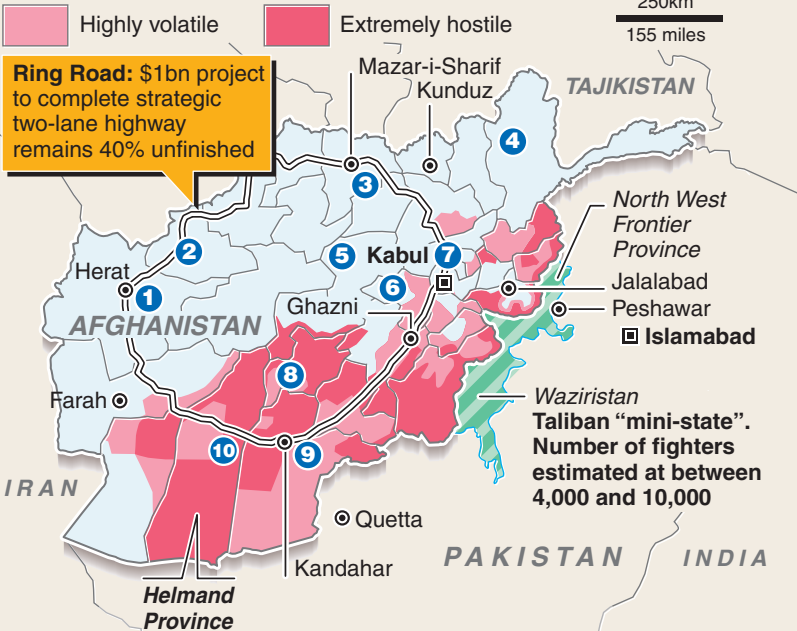 250km
155 miles
Highly volatile
Extremely hostile
Ring Road: $1bn project
to complete strategic
two-lane highway
remains 40% unfinished
Mazar-i-Sharif
Kunduz
TAJIKISTAN
4
3
North West
Frontier
Province
2
5
Kabul
7
Herat
1
6
Jalalabad
Ghazni
Peshawar
AFGHANISTAN
Islamabad
8
Farah
Waziristan
Taliban “mini-state”.
Number of fighters
estimated at between
4,000 and 10,000
10
9
IRAN
Quetta
PAKISTAN
INDIA
Kandahar
Helmand
Province